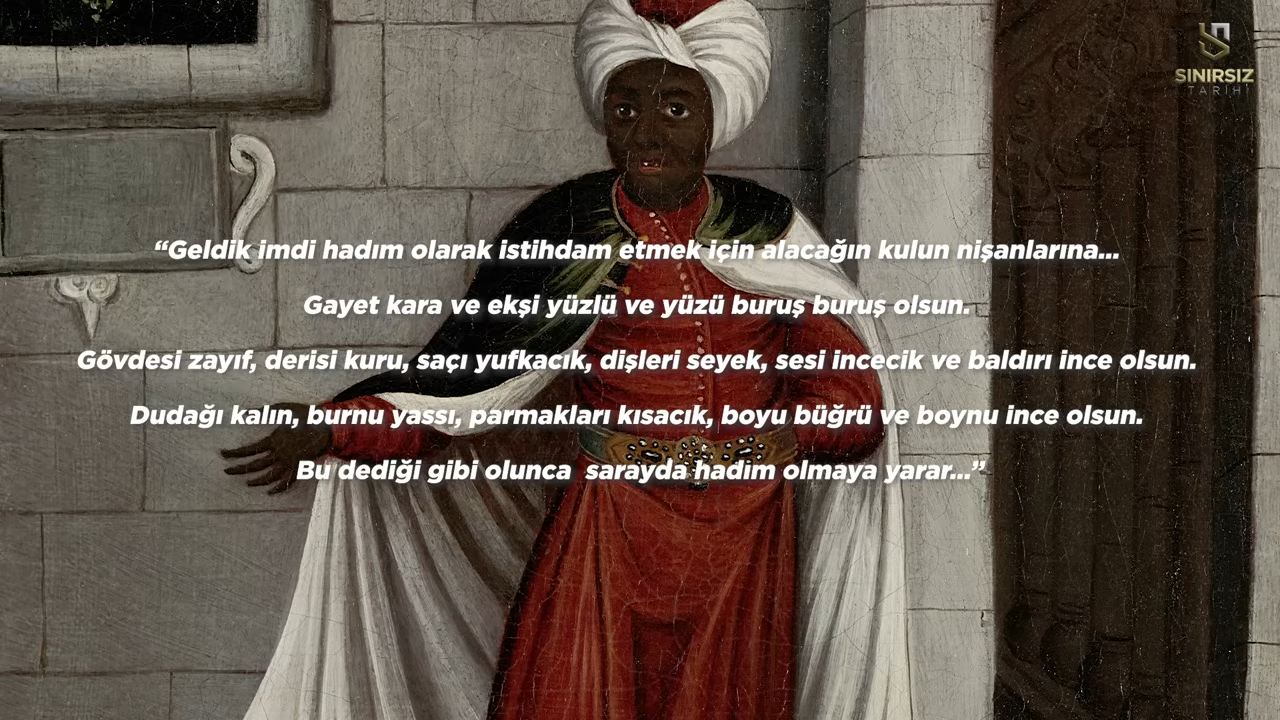 SINIRSIZ
TARİHİ
“Geldik imdi hadım olarak istihdam etmek için alacağın kulun nişanlarına...
Gayet kara ve ekşi yüzlü ve yüzü buruş buruş olsun.
Gövdesi zayıf, derisi kuru, saçı yufkacık, dişleri seyek, sesi incecik ve baldırı ince olsun.
Dudağı kalın, burnu yassı, parmakları kısacık, boyu büğrü ve boynu ince olsun.
Bu dediği gibi olunca  sarayda hadim olmaya yarar...”